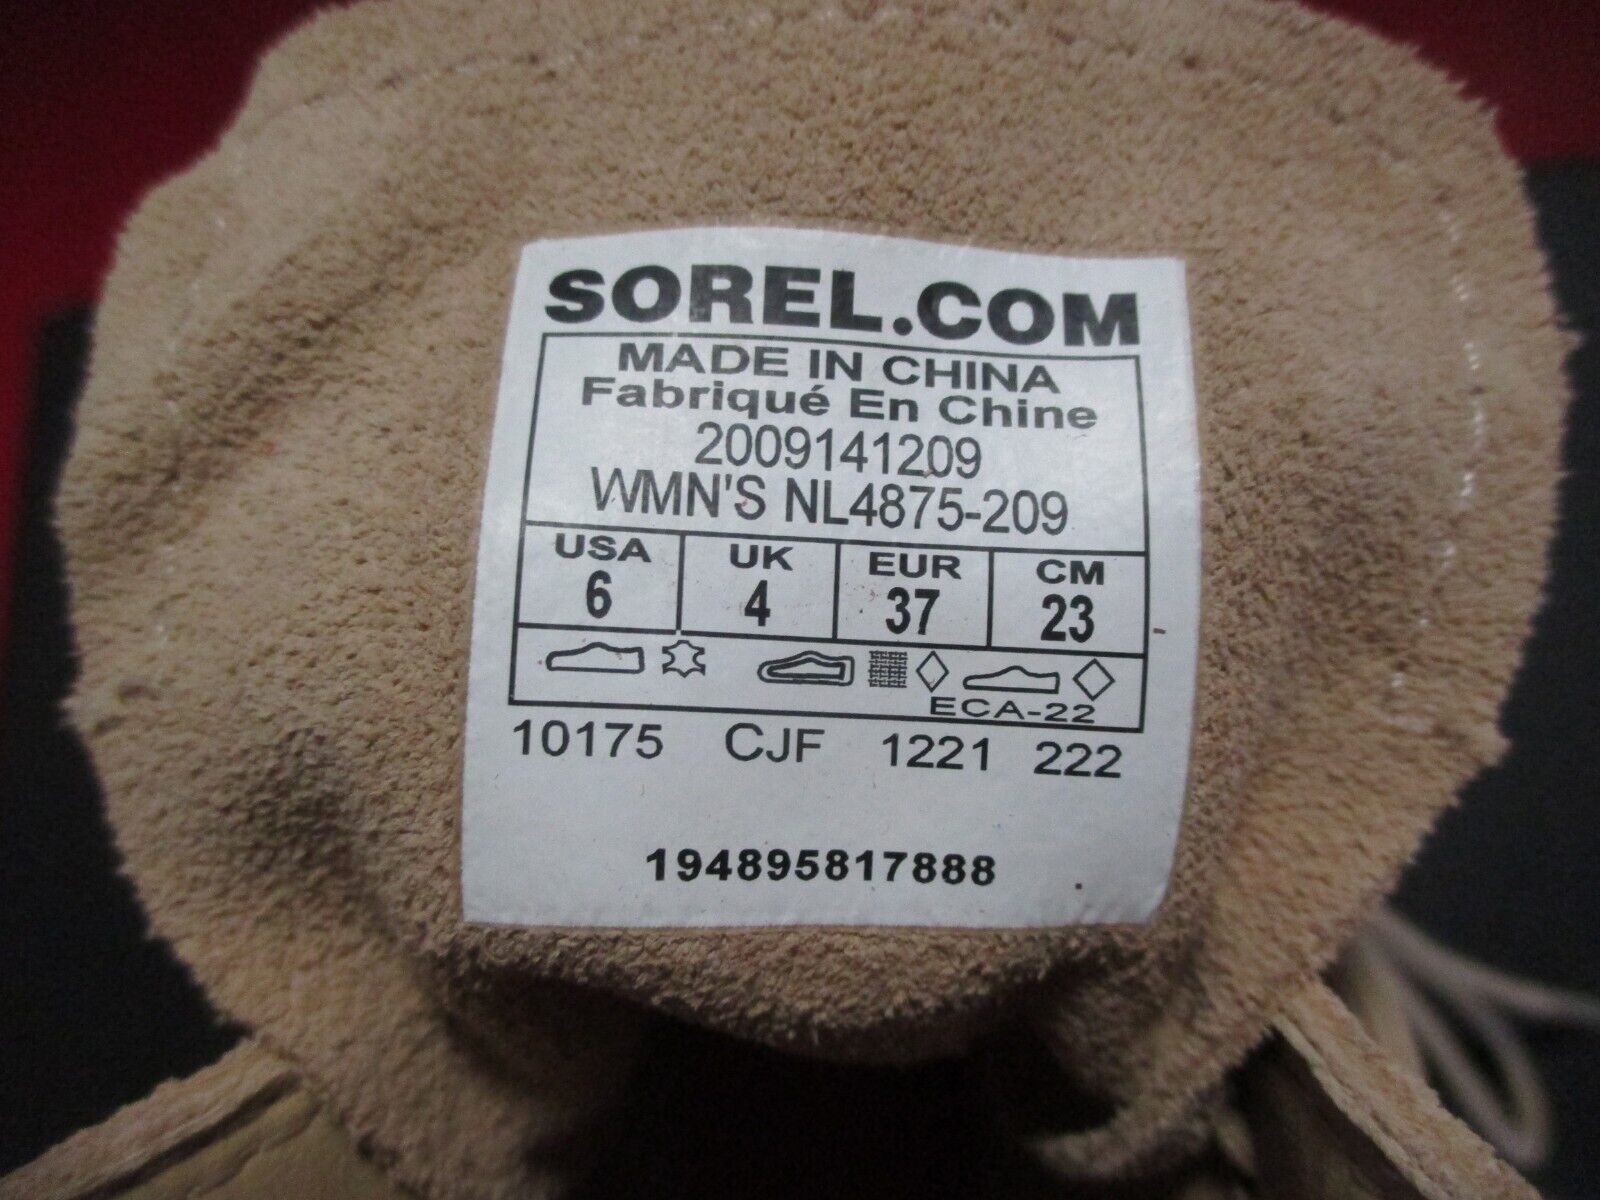 SOREL.COM
MADE IN CHINA
Fabriqué En Chine
2009141209
WMN'S NL4875-209
USA UK EUR CM
6 4 37 23
ECA-22
10175 CJF 1221 222
194895817888